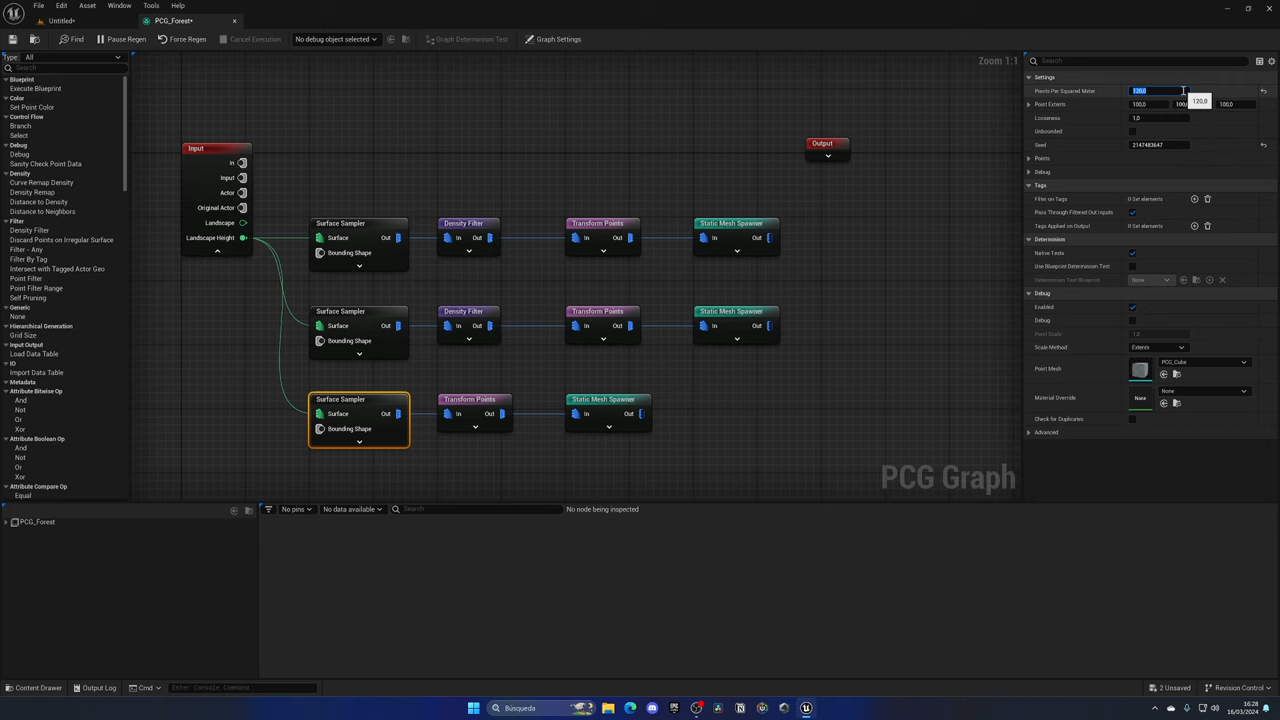 File Edit Asset Window Tools Help
Untitled* PCG_Forest*
Find Pause Regen Force Regen Cancel Execution No debug object selected Graph Determinism Test Graph Settings
Type: All
Search
Blueprint
Execute Blueprint
Color
Set Point Color
Control Flow
Branch
Select
Debug
Debug
Sanity Check Point Data
Density
Curve Remap Density
Density Remap
Distance to Density
Distance to Neighbors
Filter
Density Filter
Discard Points on Irregular Surface
Filter - Any
Filter By Tag
Intersect with Tagged Actor Geo
Point Filter
Point Filter Range
Self Pruning
Generic
None
Hierarchical Generation
Grid Size
Input Output
Load Data Table
IO
Import Data Table
Metadata
Attribute Bitwise Op
And
Not
Or
Xor
Attribute Boolean Op
And
Not
Or
Xor
Attribute Compare Op
Equal
Zoom 1:1
Input
In
Input
Actor
Original Actor
Landscape
Landscape Height
Output
Surface Sampler
Surface Out
Bounding Shape
Density Filter
In Out
Transform Points
In Out
Static Mesh Spawner
In Out
Surface Sampler
Surface Out
Bounding Shape
Density Filter
In Out
Transform Points
In Out
Static Mesh Spawner
In Out
Surface Sampler
Surface Out
Bounding Shape
Transform Points
In Out
Static Mesh Spawner
In Out
PCG Graph
Search
Settings
Points Per Squared Meter 120,0
120,0
Point Extents 100,0 100,0 100,0
Looseness 1,0
Unbounded
Seed 2147483647
Points
Debug
Tags
Filter on Tags 0 Set elements
Pass Through Filtered Out Inputs
Tags Applied on Output 0 Set elements
Determinism
Native Tests
Use Blueprint Determinism Test
Determinism Test Blueprint None
Debug
Enabled
Debug
Point Scale 1,0
Scale Method Extents
Point Mesh PCG_Cube
Material Override None None
Check for Duplicates
Advanced
PCG_Forest
No pins No data available Search No node being inspected
Content Drawer Output Log Cmd Enter Console Command 2 Unsaved Revision Control
Búsqueda
16:28
15/03/2024